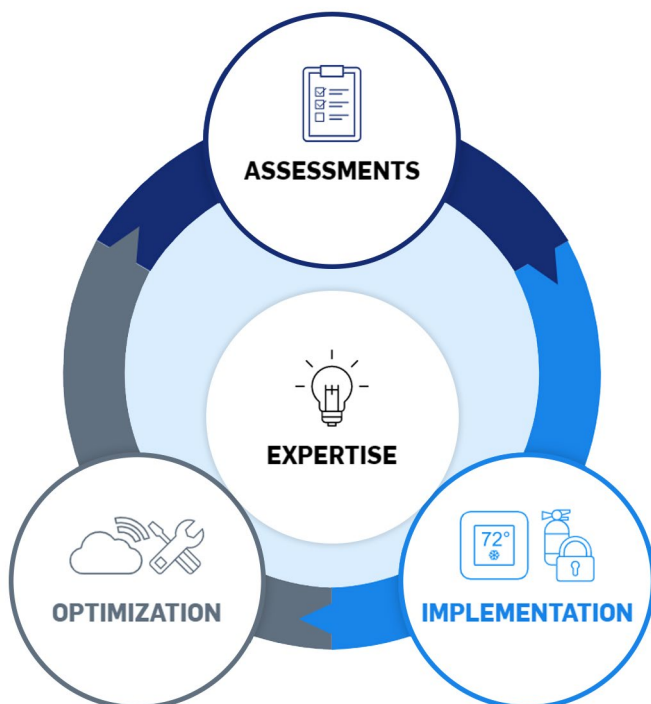 ASSESSMENTS
EXPERTISE
OPTIMIZATION
72°
IMPLEMENTATION